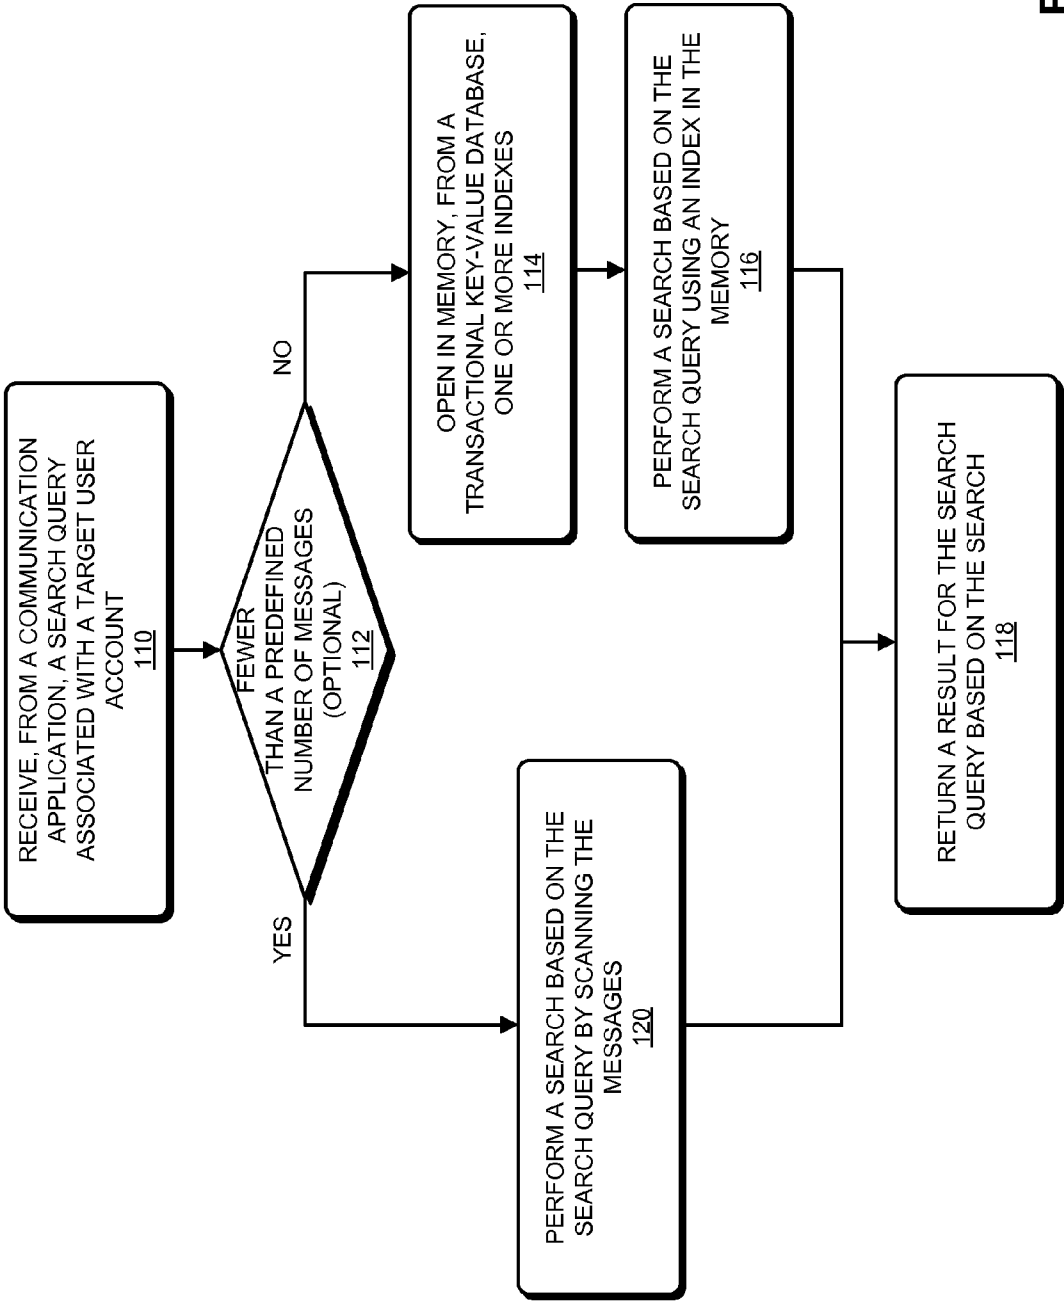 RECEIVE, FROM A COMMUNICATION
APPLICATION, A SEARCH QUERY
ASSOCIATED WITH A TARGET USER
ACCOUNT
110
FEWER
THAN A PREDEFINED
NUMBER OF MESSAGES
(OPTIONAL)
112
YES
NO
OPEN IN MEMORY, FROM A
TRANSACTIONAL KEY-VALUE DATABASE,
ONE OR MORE INDEXES
114
PERFORM A SEARCH BASED ON THE
SEARCH QUERY USING AN INDEX IN THE
MEMORY
116
PERFORM A SEARCH BASED ON THE
SEARCH QUERY BY SCANNING THE
MESSAGES
120
RETURN A RESULT FOR THE SEARCH
QUERY BASED ON THE SEARCH
118